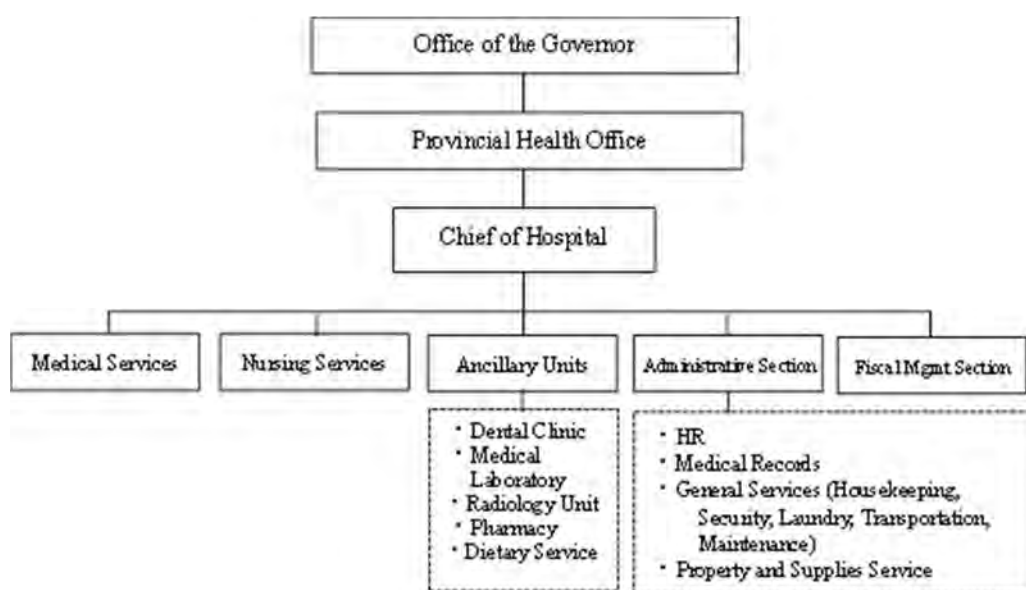 Office of the Governor
Provincial Health Office
Chief of Hospital
Medical Services
Nursing Services
Ancillary Units
Administrative Section
Fiscal Mgmt Section
· Dental Clinic
· Medical
Laboratory
· Radiology Unit
· Pharmacy
· Dietary Service
· HR
· Medical Records
· General Services (Housekeeping,
Security, Laundry, Transportation,
Maintenance)
· Property and Supplies Service